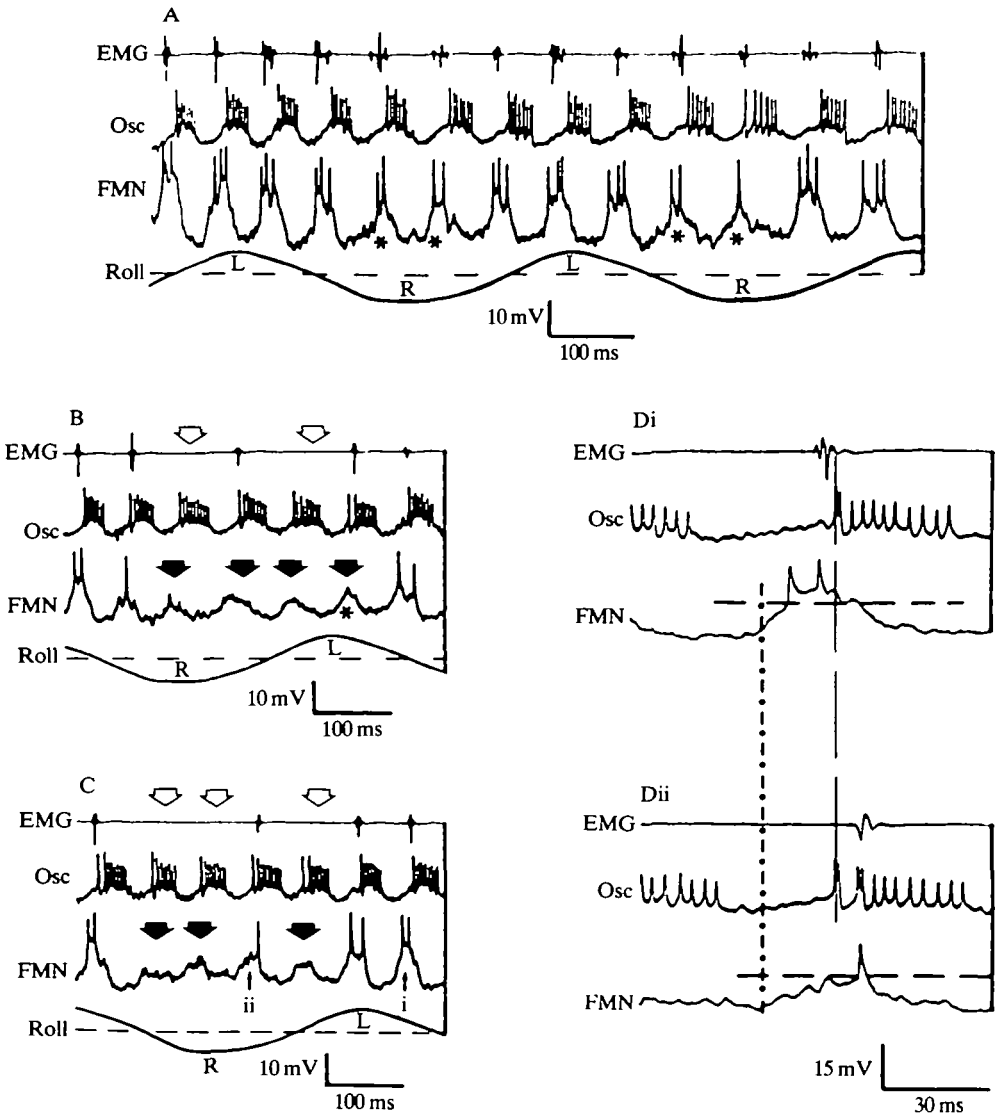 A
EMG
Osc
FMN
* * * *
Roll
L L
R R
10 mV
100 ms
B
EMG
Osc
FMN
*
Roll
L
R
10 mV
100 ms
C
EMG
Osc
FMN
ii i
Roll
L
R
10 mV
100 ms
Di
EMG
Osc
FMN
Dii
EMG
Osc
FMN
15 mV
30 ms